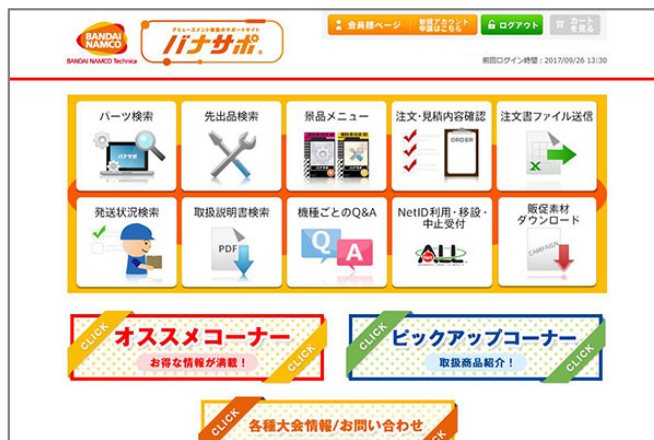 BANDAI
NAMCO
BANDAI NAMCO Technica
アミューズメント機器のサポートサイト
バナサポ®
会員様ページ
新規アカウント
申請はこちら
ログアウト
カート
を見る
前回ログイン時間:2017/09/26 13:30
パーツ検索
先出品検索
景品メニュー
注文・見積内容確認
注文書ファイル送信
バナサポ
ORDER
X
発送状況検索
取扱説明書検索
機種ごとのQ&A
NetID利用・移設・
中止受付
販促素材
ダウンロード
PDF
Q
A
ALL
CAMPAIGN
CLICK
オススメコーナー
お得な情報が満載!
CLICK
CLICK
ピックアップコーナー
取扱商品紹介!
CLICK
CLICK
各種大会情報/お問い合わせ
CLICK